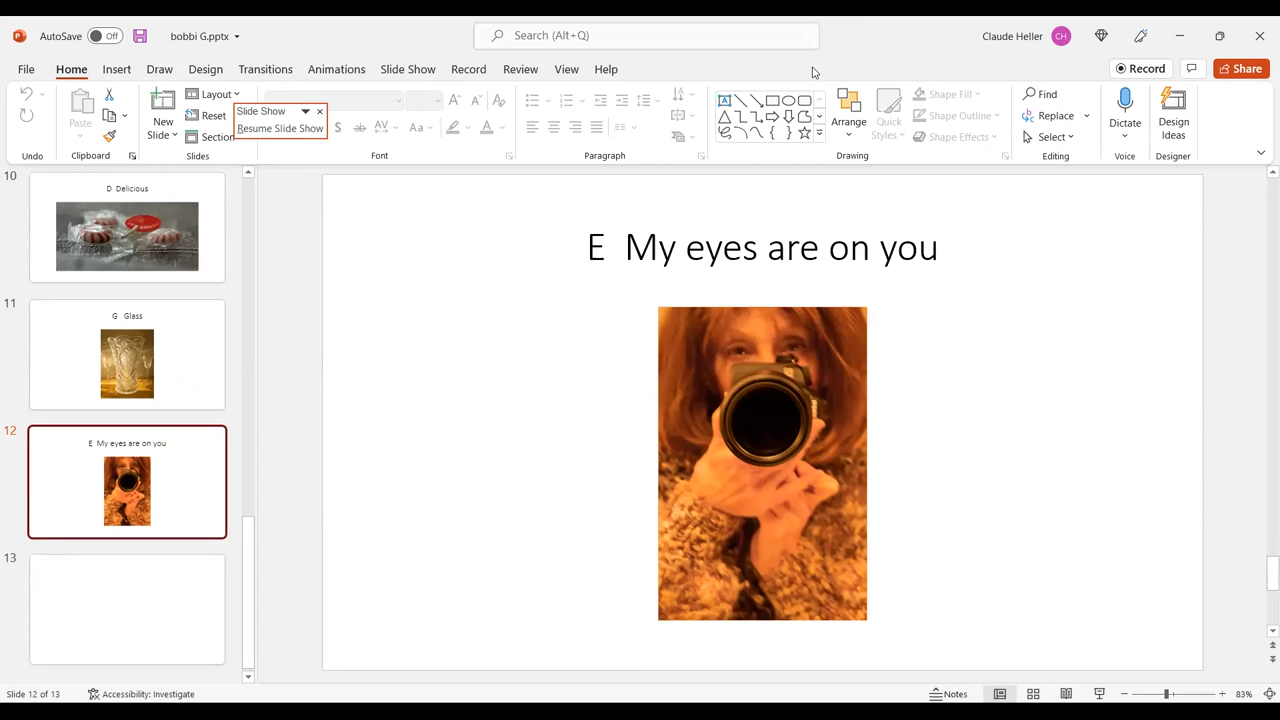 AutoSave Off bobbi G.pptx Search (Alt+Q) Claude Heller CH
File Home Insert Draw Design Transitions Animations Slide Show Record Review View Help Record Share
Paste
New
Slide
Layout
Reset
Section
Slide Show
Resume Slide Show
Arrange
Quick
Styles
Shape Fill
Shape Outline
Shape Effects
Find
Replace
Select
Dictate
Design
Ideas
Undo Clipboard Slides Font Paragraph Drawing Editing Voice Designer
10
D Delicious
11
G Glass
12
E My eyes are on you
13
E My eyes are on you
Slide 12 of 13 Accessibility: Investigate Notes 83%